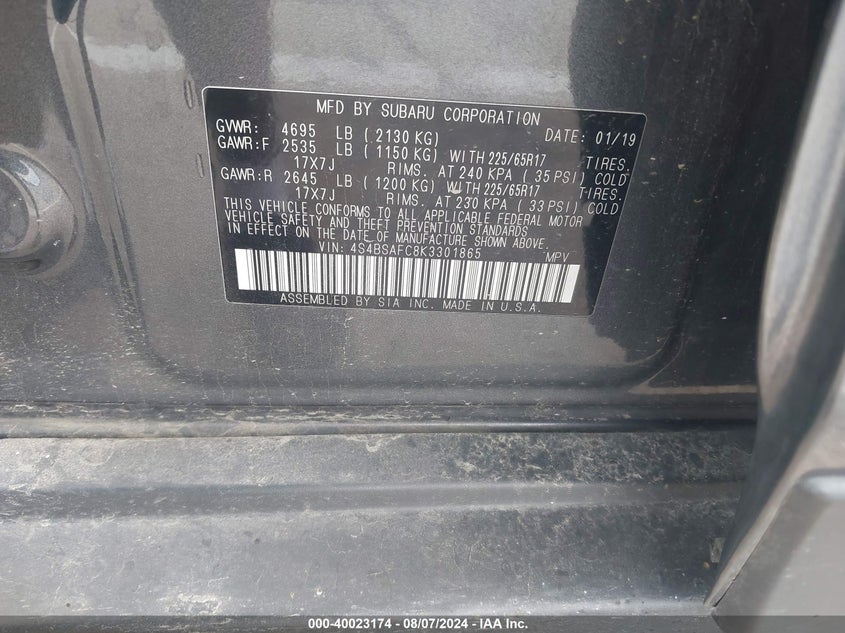 MFD BY SUBARU CORPORATION
GVWR: 4695 LB (2130 KG) DATE: 01/19
GAWR:F 2535 LB (1150 KG) WITH 225/65R17 TIRES.
17X7J RIMS. AT 240 KPA (35 PSI) COLD
GAWR:R 2645 LB (1200 KG) WITH 225/65R17 TIRES.
17X7J RIMS. AT 230 KPA (33 PSI) COLD
THIS VEHICLE CONFORMS TO ALL APPLICABLE FEDERAL MOTOR
VEHICLE SAFETY AND THEFT PREVENTION STANDARDS
IN EFFECT ON THE DATE OF MANUFACTURE SHOWN ABOVE.
VIN: 4S4BSAFC8K3301865 MPV
ASSEMBLED BY SIA INC. MADE IN U.S.A.
000-40023174 - 08/07/2024 - IAA Inc.